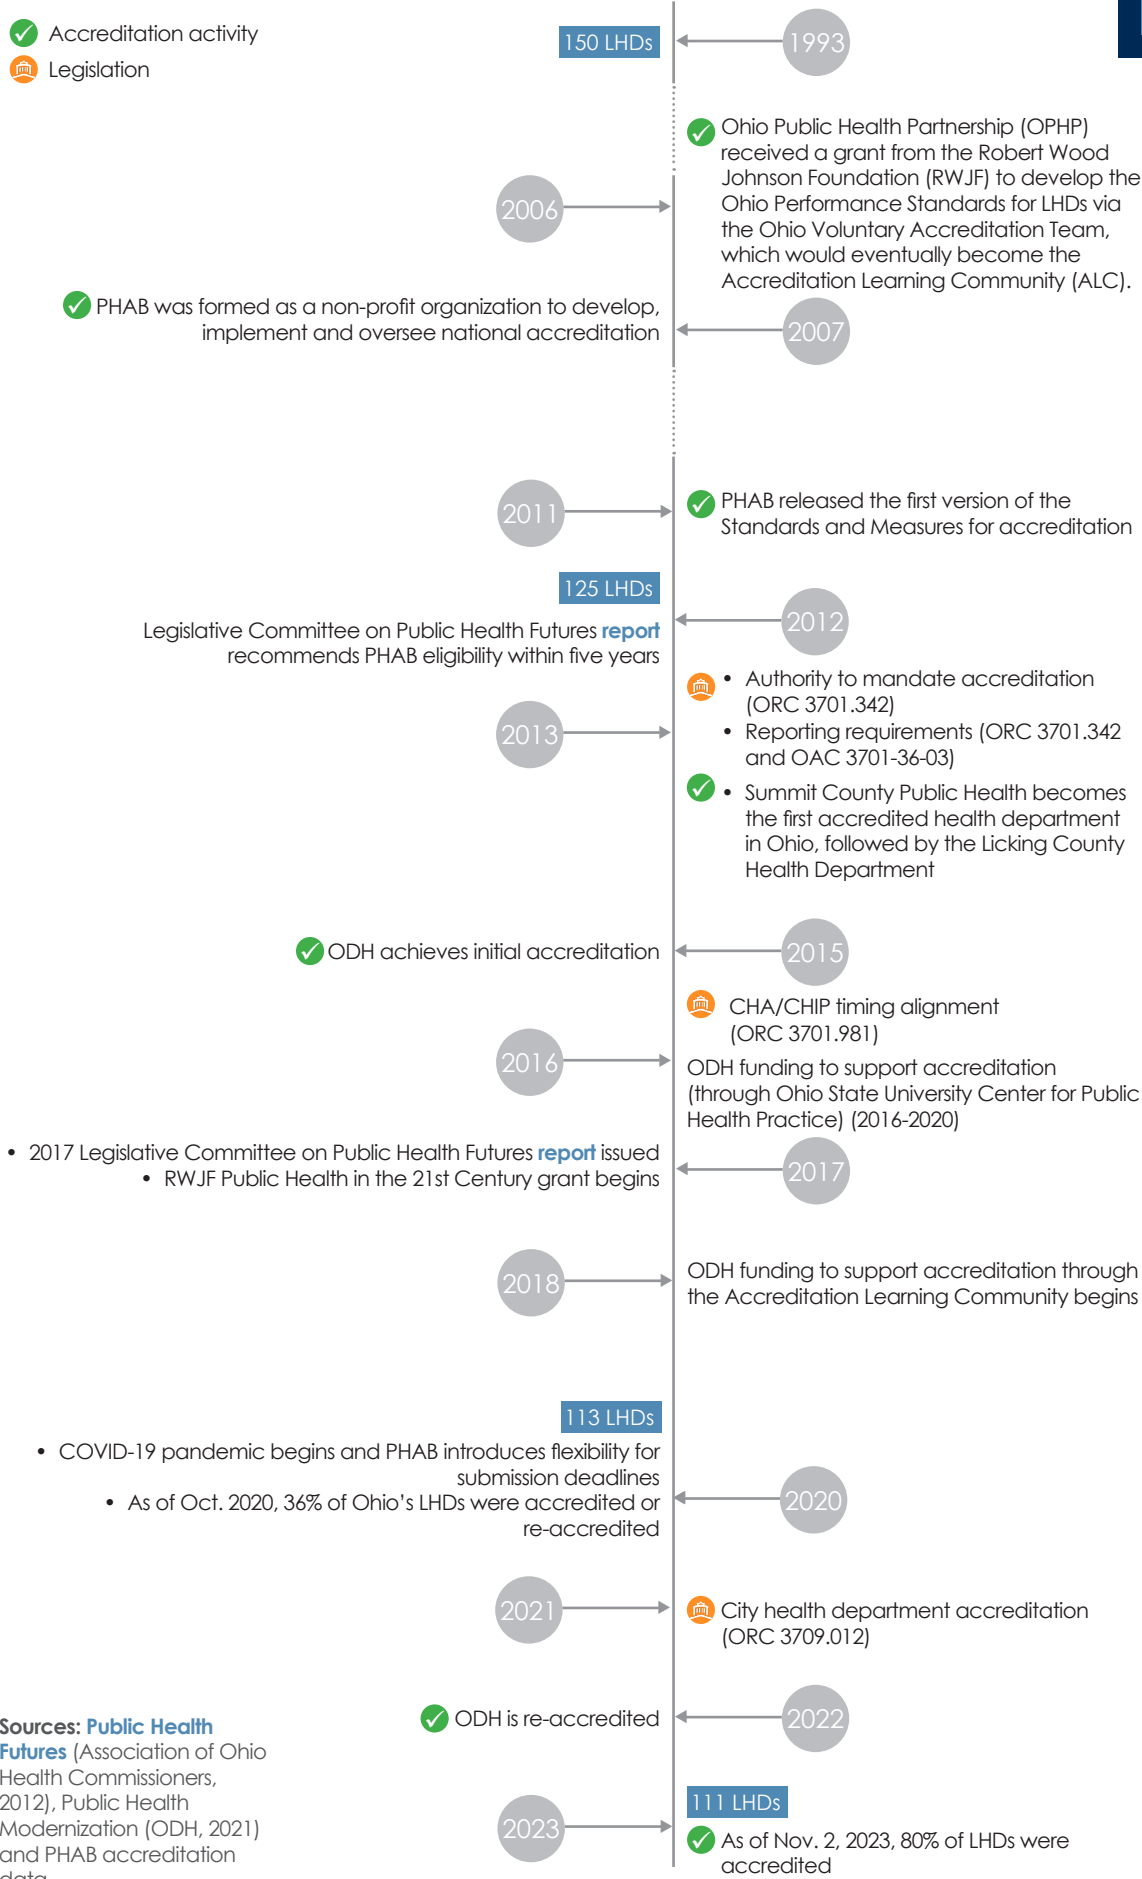 Accreditation activity
Legislation
150 LHDs
1993
Ohio Public Health Partnership (OPHP)
received a grant from the Robert Wood
Johnson Foundation (RWJF) to develop the
Ohio Performance Standards for LHDs via
the Ohio Voluntary Accreditation Team,
which would eventually become the
Accreditation Learning Community (ALC).
2006
PHAB was formed as a non-profit organization to develop,
implement and oversee national accreditation
2007
2011
PHAB released the first version of the
Standards and Measures for accreditation
125 LHDs
Legislative Committee on Public Health Futures report
recommends PHAB eligibility within five years
2012
2013
• Authority to mandate accreditation
(ORC 3701.342)
• Reporting requirements (ORC 3701.342
and OAC 3701-36-03)
• Summit County Public Health becomes
the first accredited health department
in Ohio, followed by the Licking County
Health Department
ODH achieves initial accreditation
2015
2016
CHA/CHIP timing alignment
(ORC 3701.981)
ODH funding to support accreditation
(through Ohio State University Center for Public
Health Practice) (2016-2020)
• 2017 Legislative Committee on Public Health Futures report issued
• RWJF Public Health in the 21st Century grant begins
2017
2018
ODH funding to support accreditation through
the Accreditation Learning Community begins
113 LHDs
• COVID-19 pandemic begins and PHAB introduces flexibility for
submission deadlines
• As of Oct. 2020, 36% of Ohio's LHDs were accredited or
re-accredited
2020
2021
City health department accreditation
(ORC 3709.012)
ODH is re-accredited
2022
2023
111 LHDs
As of Nov. 2, 2023, 80% of LHDs were
accredited
Sources: Public Health
Futures (Association of Ohio
Health Commissioners,
2012), Public Health
Modernization (ODH, 2021)
and PHAB accreditation
data